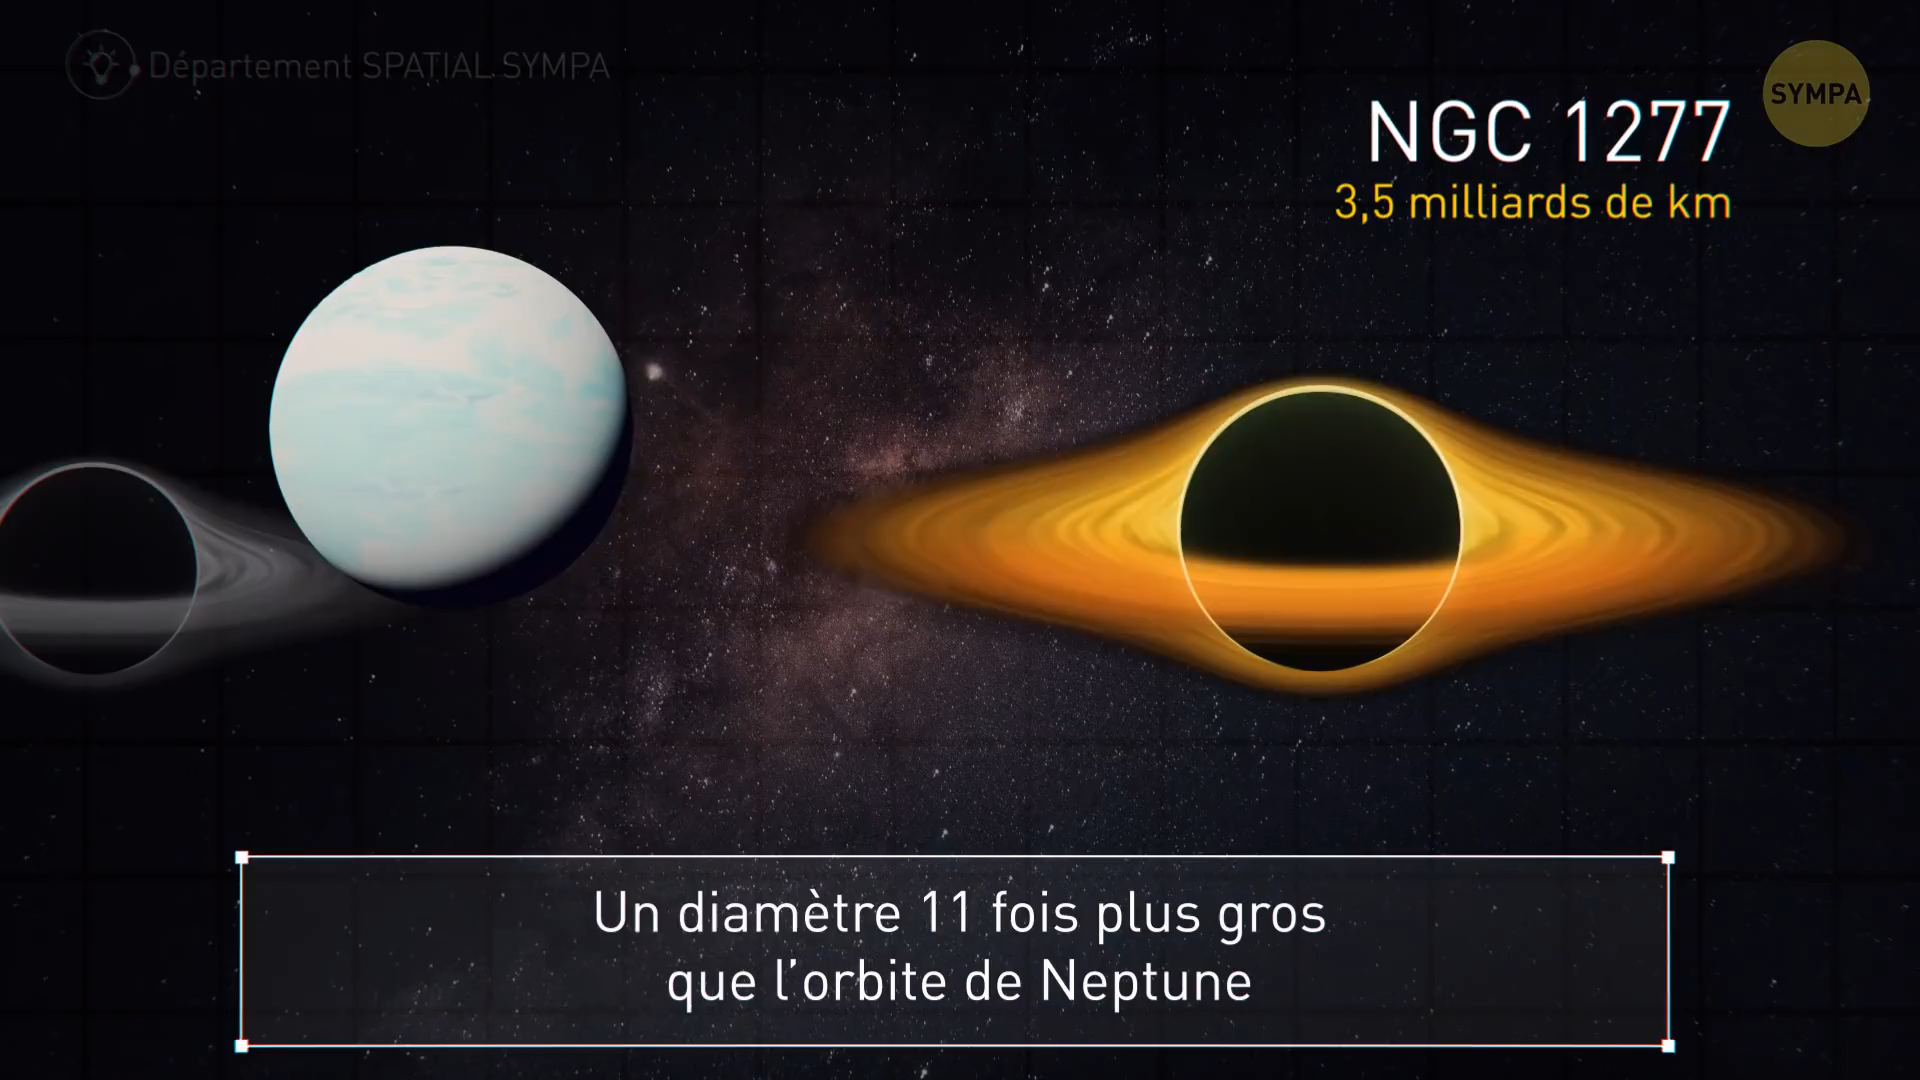 Département SPATIAL SYMPA
SYMPA
NGC 1277
3,5 milliards de km
Un diamètre 11 fois plus gros
que l'orbite de Neptune